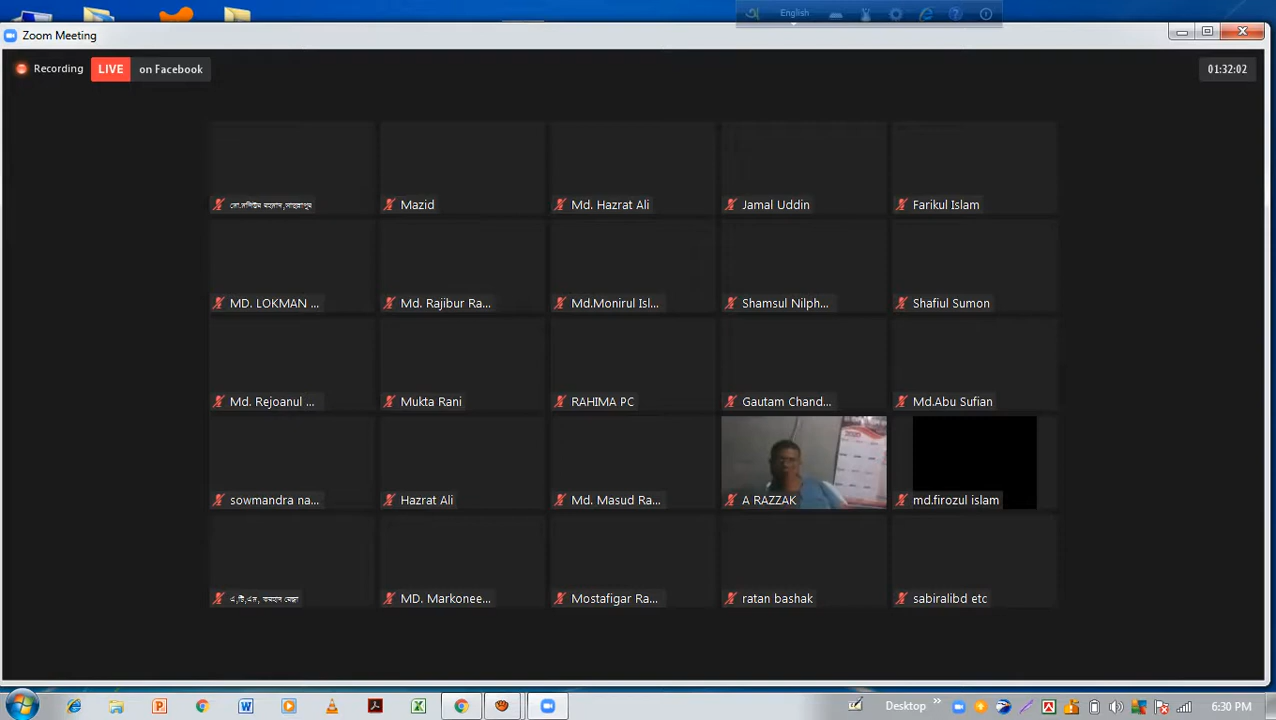 English
Zoom Meeting
Recording LIVE on Facebook 01:32:02
Mazid Md. Hazrat Ali Jamal Uddin Farikul Islam
MD. LOKMAN ... Md. Rajibur Ra... Md.Monirul Isl... Shamsul Nilph... Shafiul Sumon
Md. Rejoanul ... Mukta Rani RAHIMA PC Gautam Chand... Md.Abu Sufian
sowmandra na... Hazrat Ali Md. Masud Ra... A RAZZAK md.firozul islam
MD. Markonee... Mostafigar Ra... ratan bashak sabiralibd etc
Desktop 6:30 PM